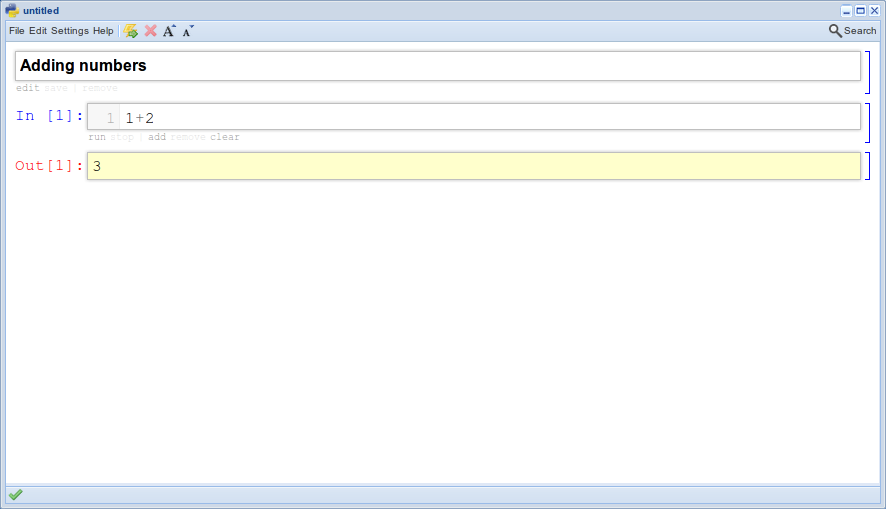 untitled
File Edit Settings Help A A Search
Adding numbers
edit save | remove
In [1]: 1 1+2
run stop | add remove clear
Out[1]: 3